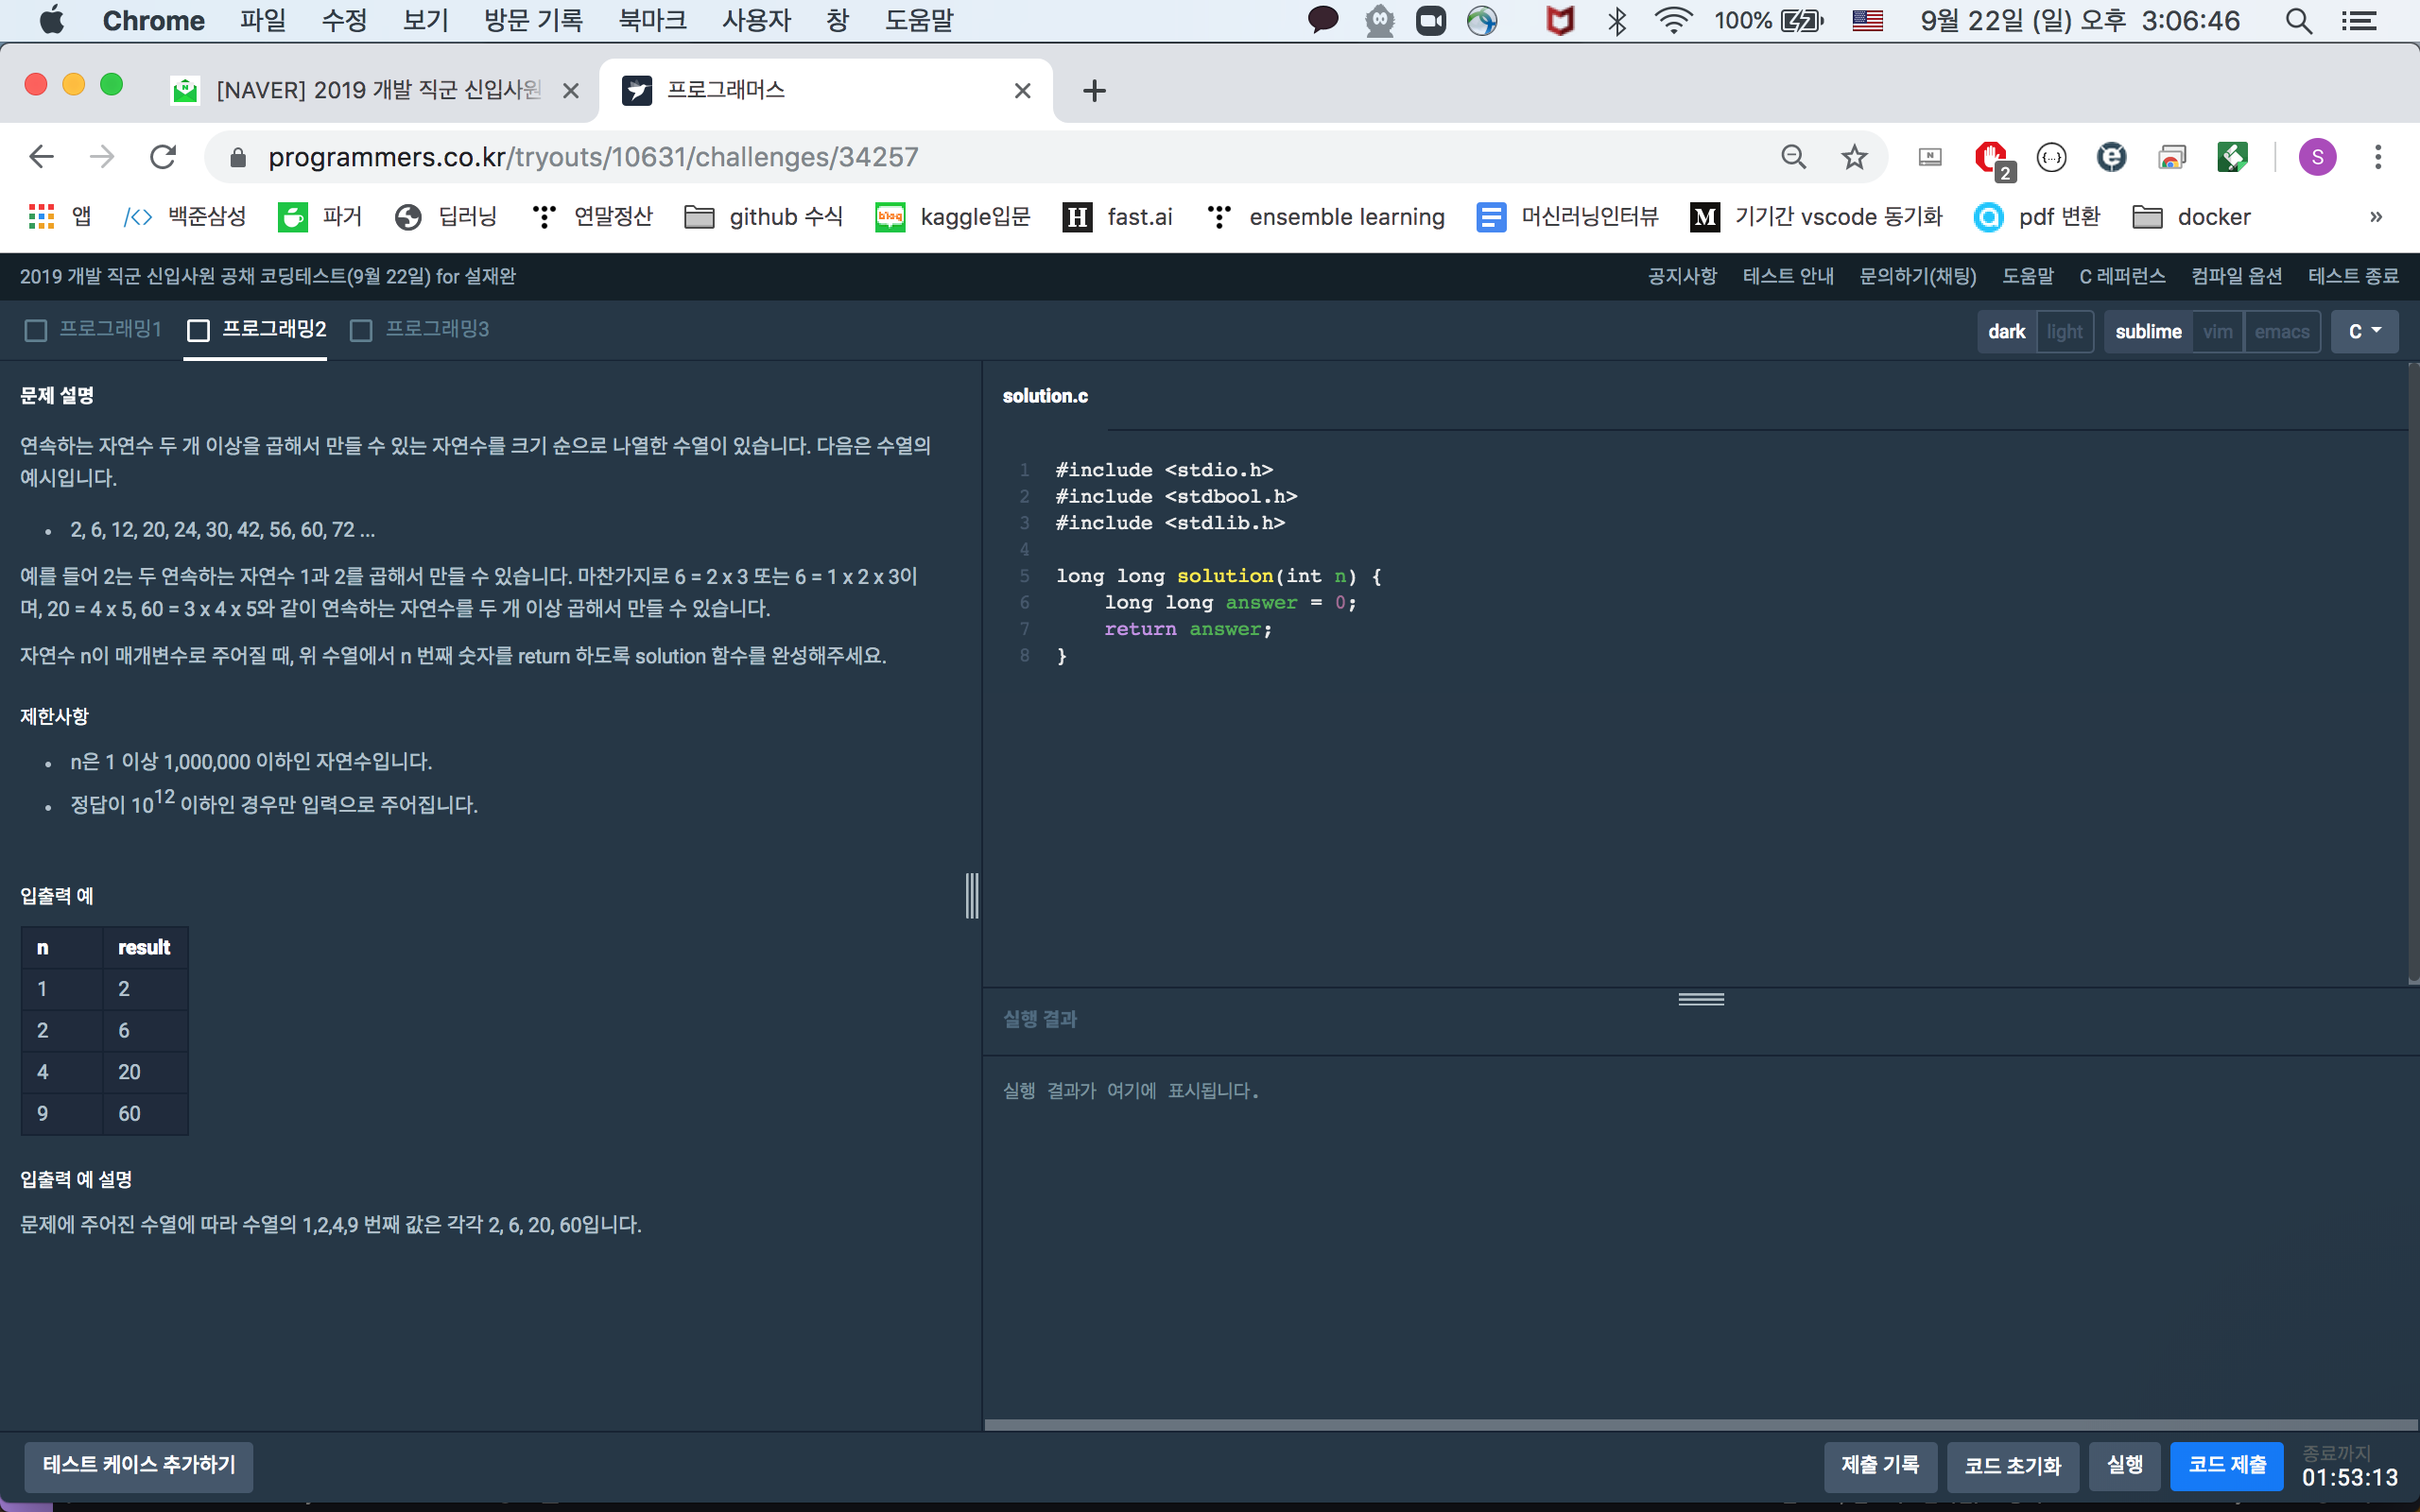 Chrome 파일 수정 보기 방문 기록 북마크 사용자 창 도움말 100% 9월 22일 (일) 오후 3:06:46
[NAVER] 2019 개발 직군 신입사원 프로그래머스
programmers.co.kr/tryouts/10631/challenges/34257 2 S
앱 백준삼성 파거 딥러닝 연말정산 github 수식 kaggle입문 fast.ai ensemble learning 머신러닝인터뷰 기기간 vscode 동기화 pdf 변환 docker »
2019 개발 직군 신입사원 공채 코딩테스트(9월 22일) for 설재완 공지사항 테스트 안내 문의하기(채팅) 도움말 C 레퍼런스 컴파일 옵션 테스트 종료
프로그래밍1 프로그래밍2 프로그래밍3 dark light sublime vim emacs C
문제 설명
연속하는 자연수 두 개 이상을 곱해서 만들 수 있는 자연수를 크기 순으로 나열한 수열이 있습니다. 다음은 수열의
예시입니다.
• 2, 6, 12, 20, 24, 30, 42, 56, 60, 72 ...
예를 들어 2는 두 연속하는 자연수 1과 2를 곱해서 만들 수 있습니다. 마찬가지로 6 = 2 x 3 또는 6 = 1 x 2 x 3이
며, 20 = 4 x 5, 60 = 3 x 4 x 5와 같이 연속하는 자연수를 두 개 이상 곱해서 만들 수 있습니다.
자연수 n이 매개변수로 주어질 때, 위 수열에서 n 번째 숫자를 return 하도록 solution 함수를 완성해주세요.
제한사항
• n은 1 이상 1,000,000 이하인 자연수입니다.
• 정답이 10^12 이하인 경우만 입력으로 주어집니다.
입출력 예
n result
1 2
2 6
4 20
9 60
입출력 예 설명
문제에 주어진 수열에 따라 수열의 1,2,4,9 번째 값은 각각 2, 6, 20, 60입니다.
solution.c
1 #include <stdio.h>
2 #include <stdbool.h>
3 #include <stdlib.h>
4
5 long long solution(int n) {
6     long long answer = 0;
7     return answer;
8 }
실행 결과
실행 결과가 여기에 표시됩니다.
테스트 케이스 추가하기 제출 기록 코드 초기화 실행 코드 제출 종료까지
01:53:13